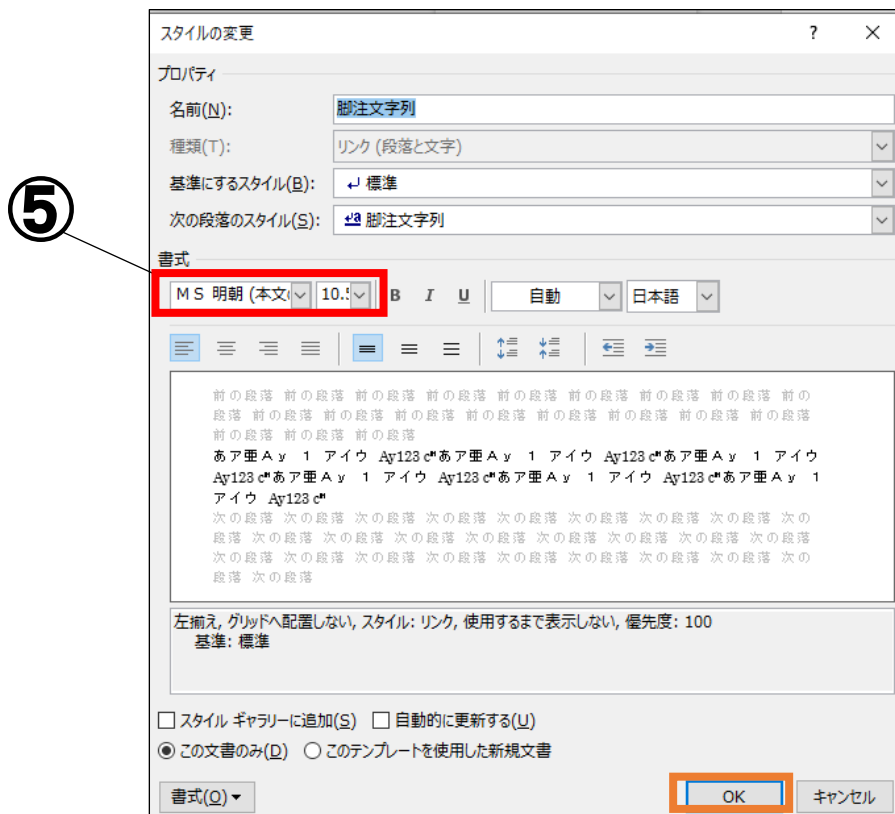 スタイルの変更 ?
プロパティ
名前(N): 脚注文字列
種類(T): リンク (段落と文字)
基準にするスタイル(B): ↵ 標準
次の段落のスタイル(S): 脚注文字列
⑤
書式
ＭＳ 明朝 (本文( 10.5 B I U 自動 日本語
前の段落 前の段落 前の段落 前の段落 前の段落 前の段落 前の段落 前の段落 前の
段落 前の段落 前の段落 前の段落 前の段落 前の段落 前の段落 前の段落 前の段落
前の段落 前の段落 前の段落
あア亜Ａｙ １ アイウ Ay123 c*あア亜Ａｙ １ アイウ Ay123 c*あア亜Ａｙ １ アイウ
Ay123 c*あア亜Ａｙ １ アイウ Ay123 c*あア亜Ａｙ １ アイウ Ay123 c*あア亜Ａｙ １
アイウ Ay123 c*
次の段落 次の段落 次の段落 次の段落 次の段落 次の段落 次の段落 次の段落 次の
段落 次の段落 次の段落 次の段落 次の段落 次の段落 次の段落 次の段落 次の段落
次の段落 次の段落 次の段落 次の段落 次の段落 次の段落 次の段落 次の段落 次の
段落 次の段落
左揃え, グリッドへ配置しない, スタイル: リンク, 使用するまで表示しない, 優先度: 100
基準: 標準
スタイル ギャラリーに追加(S) 自動的に更新する(U)
この文書のみ(D) このテンプレートを使用した新規文書
書式(O) OK キャンセル